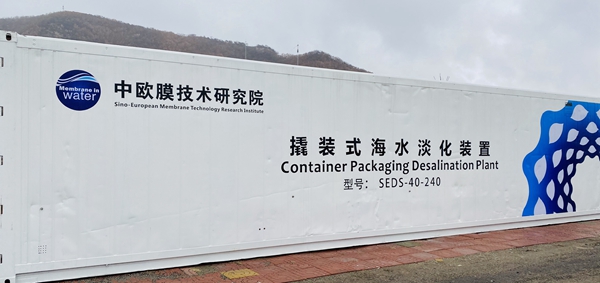 Membrane in
water
中欧膜技术研究院
Sino-European Membrane Technology Research Institute
撬装式海水淡化装置
Container Packaging Desalination Plant
型号： SEDS-40-240